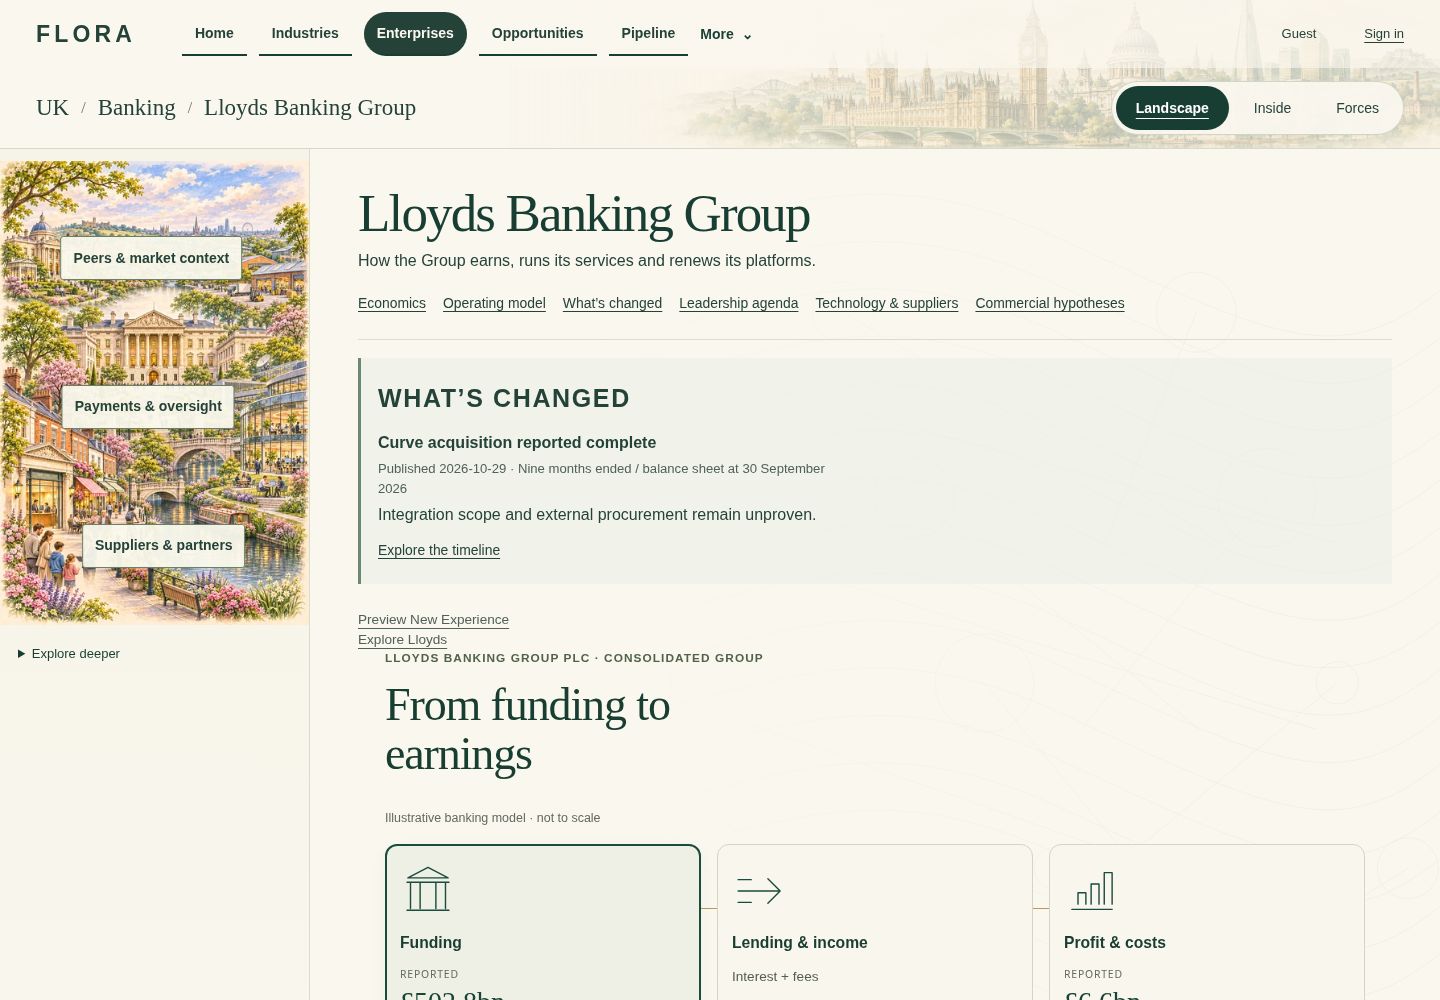 FLORA
Home
Industries
Enterprises
Opportunities
Pipeline
More
Guest
Sign in
UK / Banking / Lloyds Banking Group
Landscape
Inside
Forces
Peers & market context
Payments & oversight
Suppliers & partners
Explore deeper
Lloyds Banking Group
How the Group earns, runs its services and renews its platforms.
Economics
Operating model
What's changed
Leadership agenda
Technology & suppliers
Commercial hypotheses
WHAT'S CHANGED
Curve acquisition reported complete
Published 2026-10-29 · Nine months ended / balance sheet at 30 September
2026
Integration scope and external procurement remain unproven.
Explore the timeline
Preview New Experience
Explore Lloyds
LLOYDS BANKING GROUP PLC · CONSOLIDATED GROUP
From funding to
earnings
Illustrative banking model · not to scale
Funding
REPORTED
Lending & income
Interest + fees
Profit & costs
REPORTED